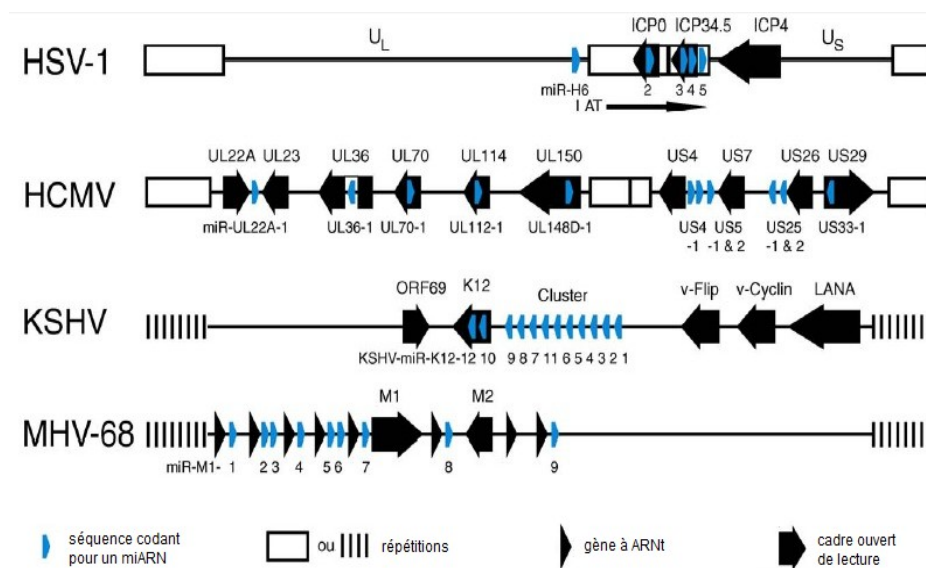 U_L ICP0 ICP34.5 ICP4 U_S
HSV-1
miR-H6 2 3 4 5
LAT
UL22A UL23 UL36 UL70 UL114 UL150 US4 US7 US26 US29
HCMV
miR-UL22A-1 UL36-1 UL70-1 UL112-1 UL148D-1 US4 US5 US25 US33-1
-1 -1 & 2 -1 & 2
ORF69 K12 Cluster v-Flip v-Cyclin LANA
KSHV
KSHV-miR-K12-12 10 9 8 7 11 6 5 4 3 2 1
M1 M2
MHV-68
miR-M1- 1 2 3 4 5 6 7 8 9
séquence codant ou répétitions gène à ARNt cadre ouvert
pour un miARN de lecture